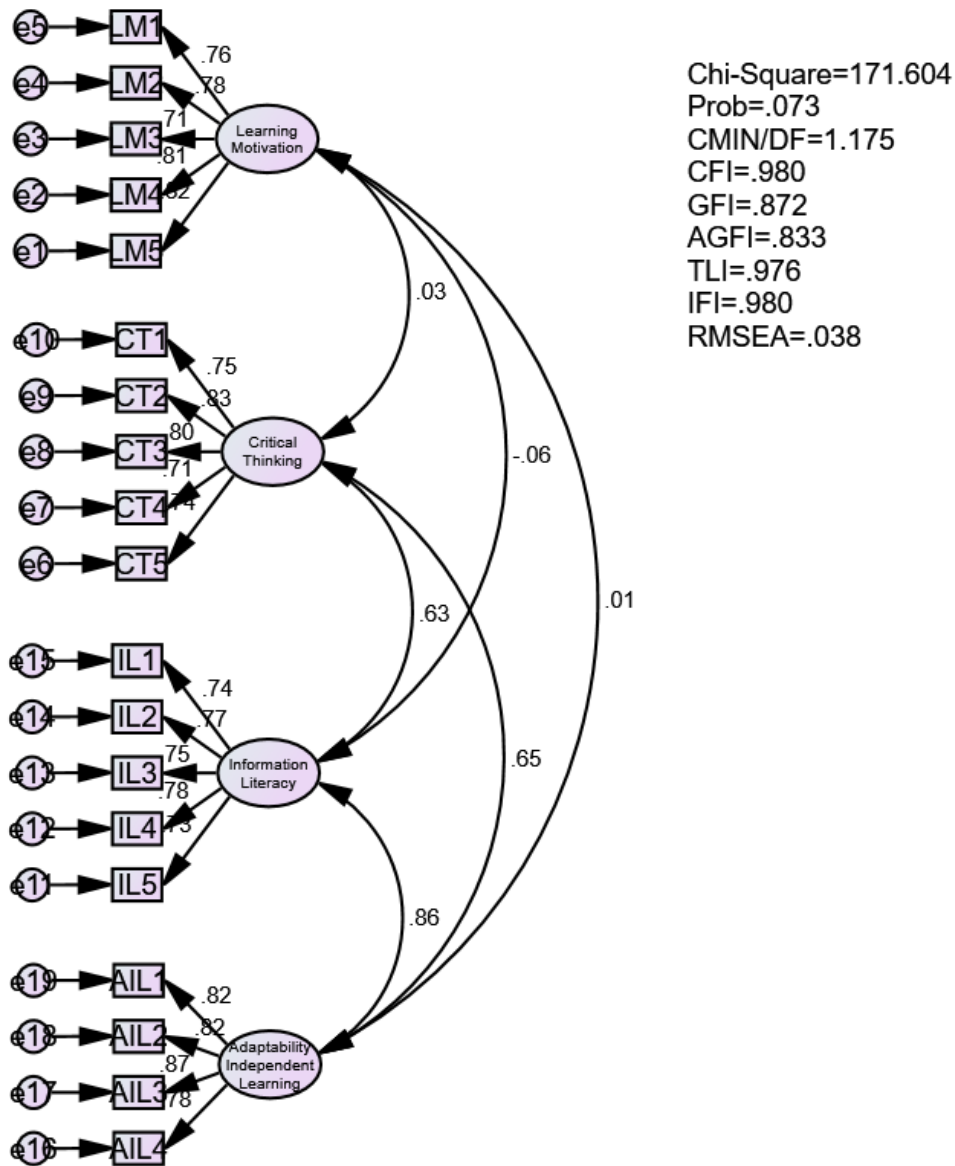 e5
LM1
.76
e4
LM2
.78
e3
LM3
.71
Learning
Motivation
e2
LM4
.81
.82
e1
LM5
Chi-Square=171.604
Prob=.073
CMIN/DF=1.175
CFI=.980
GFI=.872
AGFI=.833
TLI=.976
IFI=.980
RMSEA=.038
.03
e10
CT1
.75
e9
CT2
.83
e8
CT3
.80
Critical
Thinking
e7
CT4
.71
.74
e6
CT5
-.06
.63
.01
e15
IL1
.74
e14
IL2
.77
e13
IL3
.75
Information
Literacy
e12
IL4
.78
.73
e11
IL5
.65
.86
e19
AIL1
.82
e18
AIL2
.82
Adaptability
Independent
Learning
e17
AIL3
.87
.78
e16
AIL4